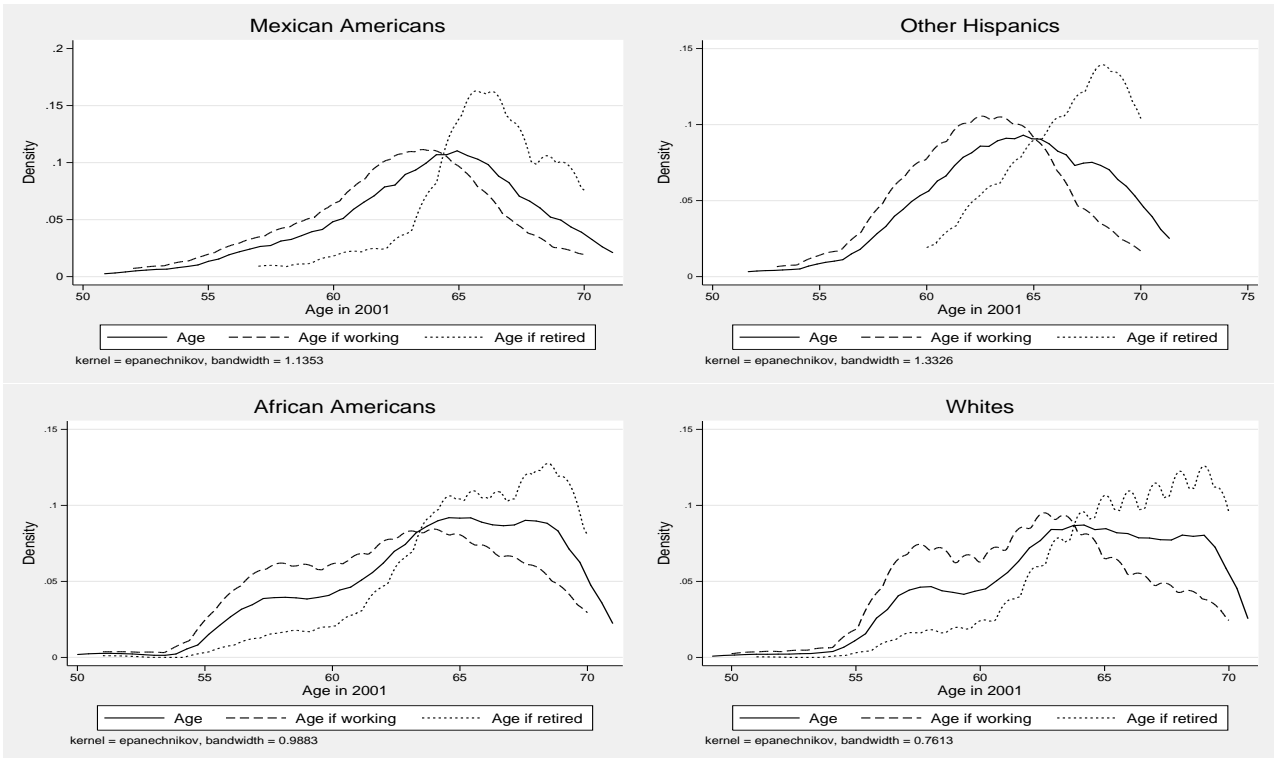 Mexican Americans
.2
.15
.1
.05
0
Density
50 55 60 65 70
Age in 2001
Age Age if working Age if retired
kernel = epanechnikov, bandwidth = 1.1353
Other Hispanics
.15
.1
.05
0
Density
50 55 60 65 70 75
Age in 2001
Age Age if working Age if retired
kernel = epanechnikov, bandwidth = 1.3326
African Americans
.15
.1
.05
0
Density
50 55 60 65 70
Age in 2001
Age Age if working Age if retired
kernel = epanechnikov, bandwidth = 0.9883
Whites
.15
.1
.05
0
Density
50 55 60 65 70
Age in 2001
Age Age if working Age if retired
kernel = epanechnikov, bandwidth = 0.7613